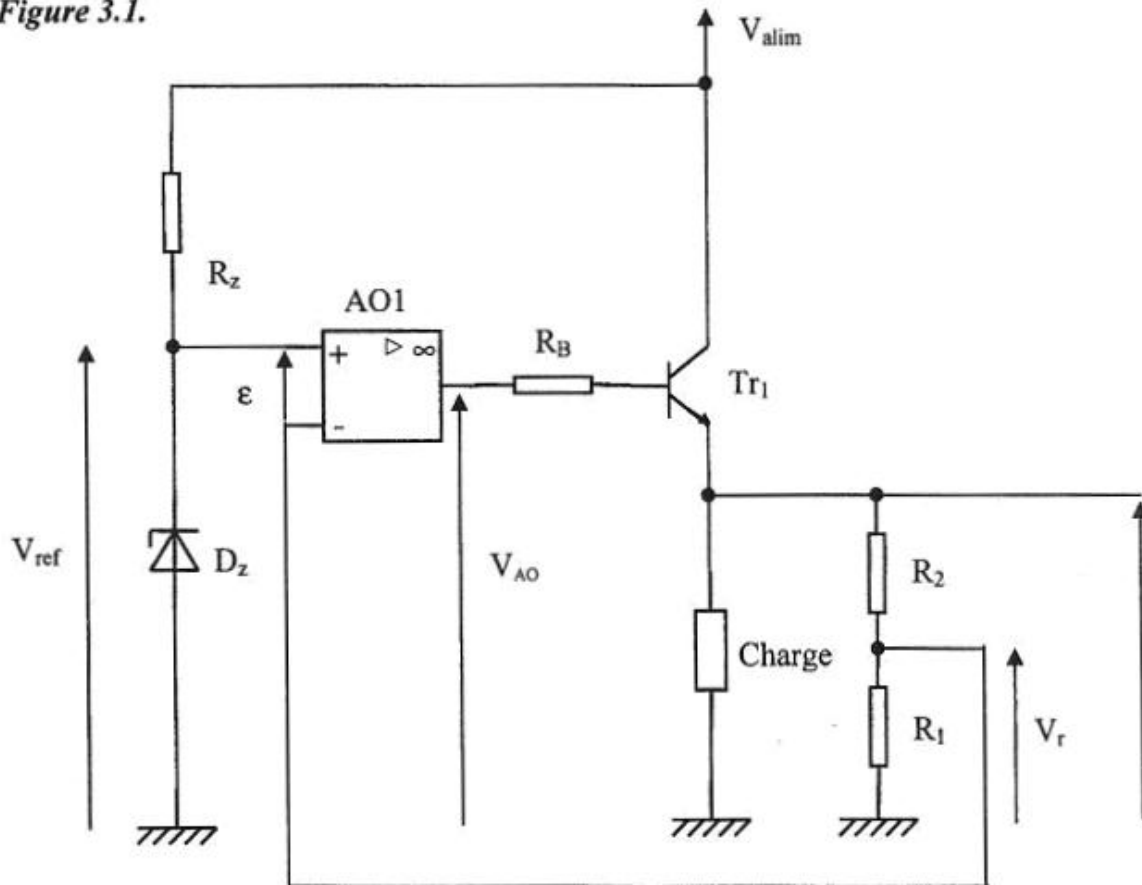 Figure 3.1.
Valim
Rz
AO1
+
▷ ∞
-
ε
RB
Tr1
Vref
Dz
VAO
R2
Charge
R1
Vr